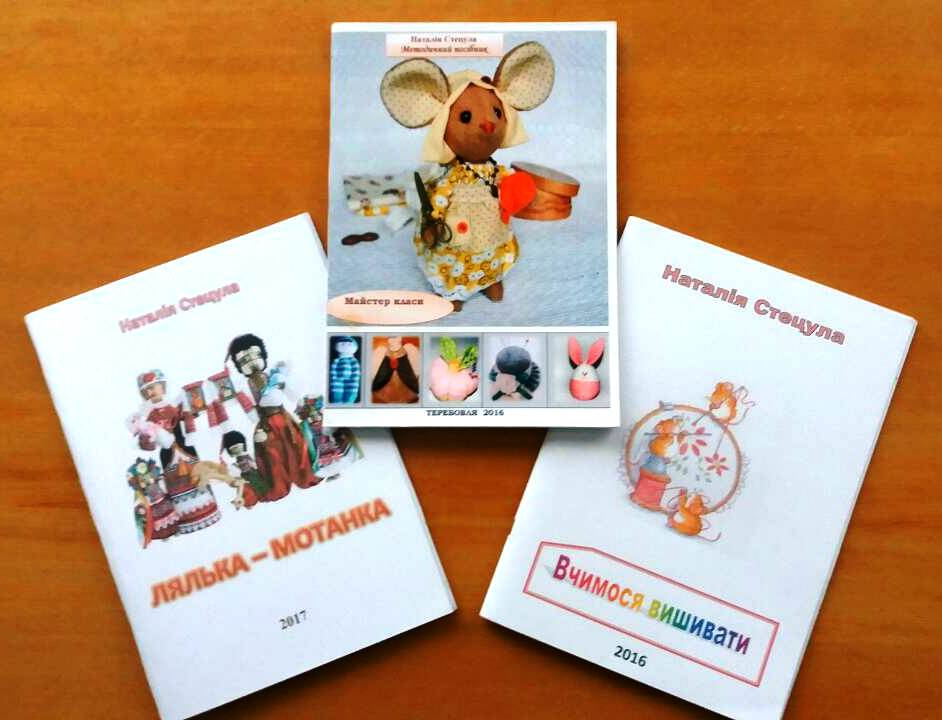 Наталія Стецула
Методичний посібник
Майстер класи
ТЕРЕБОВЛЯ 2016
Наталія Стецула
ЛЯЛЬКА – МОТАНКА
2017
Наталія Стецула
Вчимося вишивати
2016